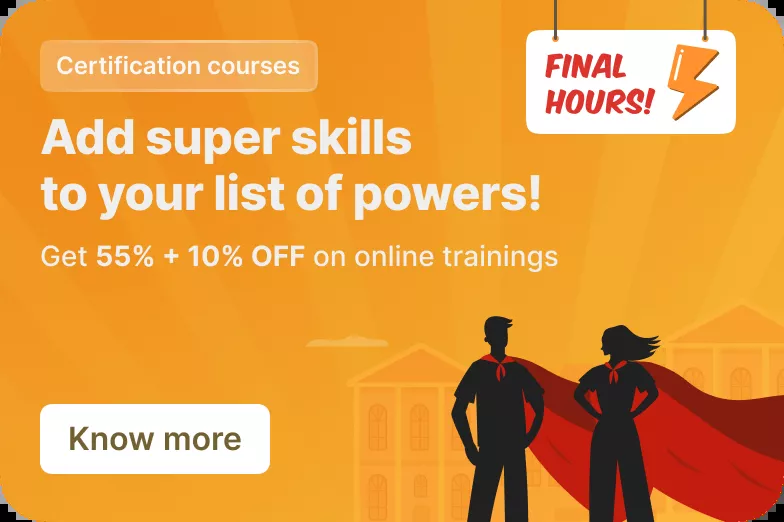 Certification courses
FINAL
HOURS!
Add super skills
to your list of powers!
Get 55% + 10% OFF on online trainings
Know more